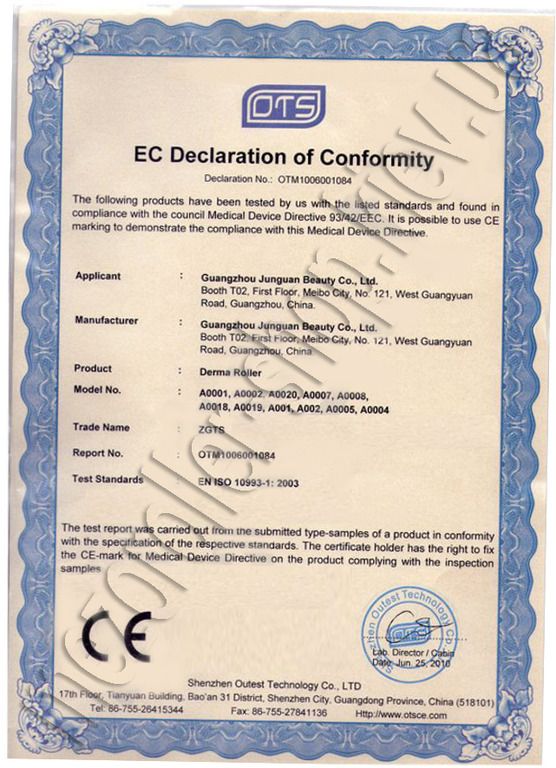 OTS
EC Declaration of Conformity
Declaration No.: OTM1006001084
The following products have been tested by us with the listed standards and found in
compliance with the council Medical Device Directive 93/42/EEC. It is possible to use CE
marking to demonstrate the compliance with this Medical Device Directive.
Applicant : Guangzhou Junguan Beauty Co., Ltd.
Booth T02, First Floor, Meibo City, No. 121, West Guangyuan
Road, Guangzhou, China.
Manufacturer : Guangzhou Junguan Beauty Co., Ltd.
Booth T02, First Floor, Meibo City, No. 121, West Guangyuan
Road, Guangzhou, China
Product : Derma Roller
Model No. : A0001, A0002, A0020, A0007, A0008,
A0018, A0019, A001, A002, A0005, A0004
Trade Name : ZGTS
Report No. : OTM1006001084
Test Standards : EN ISO 10993-1: 2003
The test report was carried out from the submitted type-samples of a product in conformity
with the specification of the respective standards. The certificate holder has the right to fix
the CE-mark for Medical Device Directive on the product complying with the inspection
samples
CE
Shenzhen Outest Technology Co.
OTS
Lab. Director / Cabin
Date: Jun. 25, 2010
Shenzhen Outest Technology Co., LTD
17th Floor, Tianyuan Building, Bao'an 31 District, Shenzhen City, Guangdong Province, China (518101)
Tel: 86-755-26415344 Fax: 86-755-27841136 Http://www.otsce.com